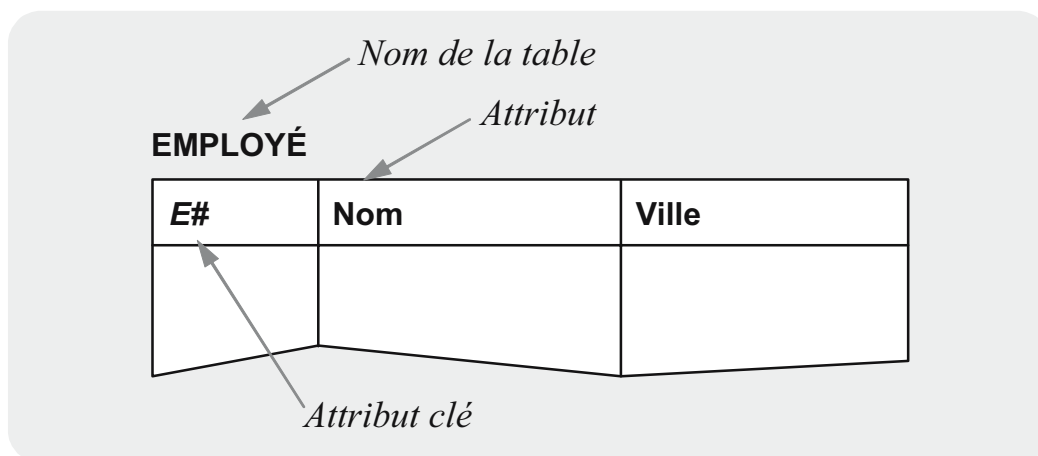 Nom de la table
Attribut
EMPLOYÉ
E# Nom Ville
Attribut clé